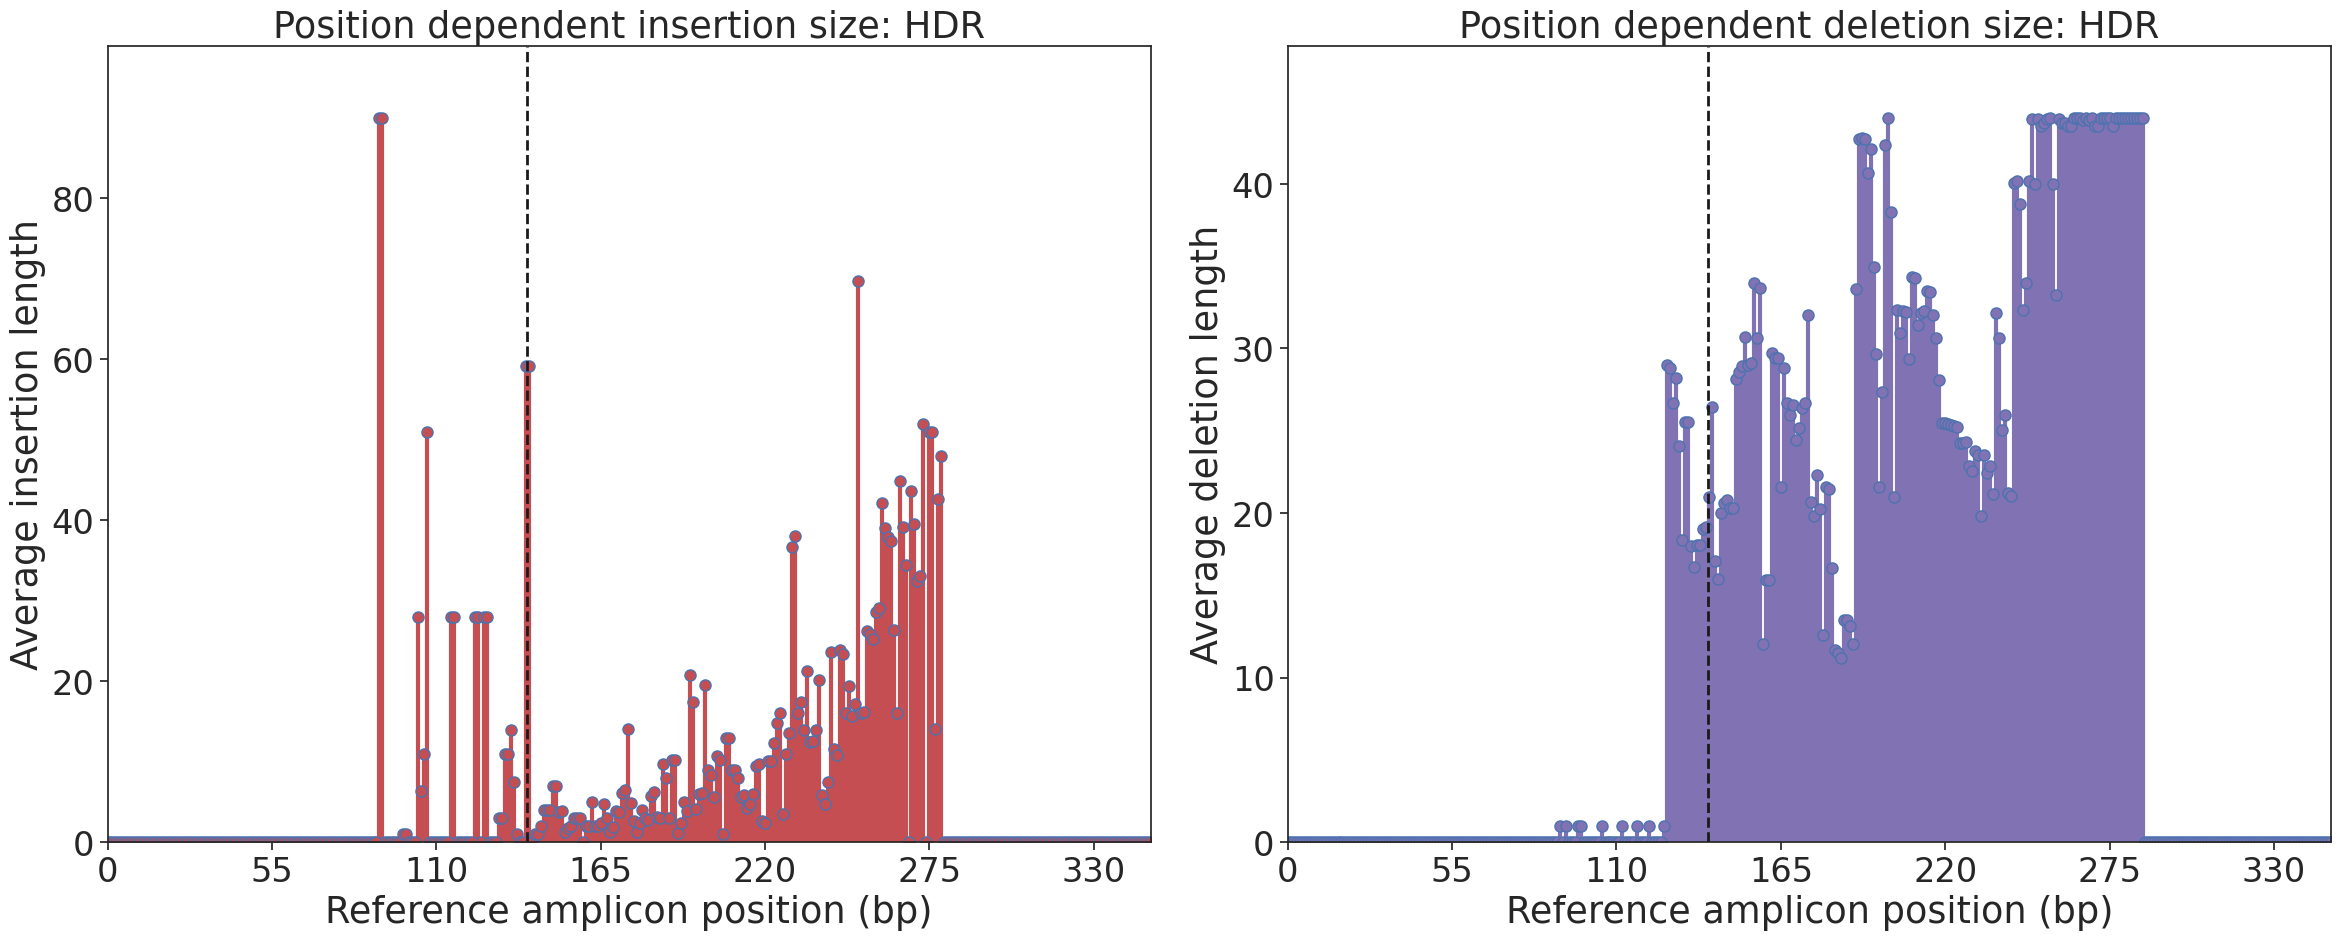 Position dependent insertion size: HDR
Average insertion length
80
60
40
20
0
0 55 110 165 220 275 330
Reference amplicon position (bp)
Position dependent deletion size: HDR
Average deletion length
40
30
20
10
0
0 55 110 165 220 275 330
Reference amplicon position (bp)